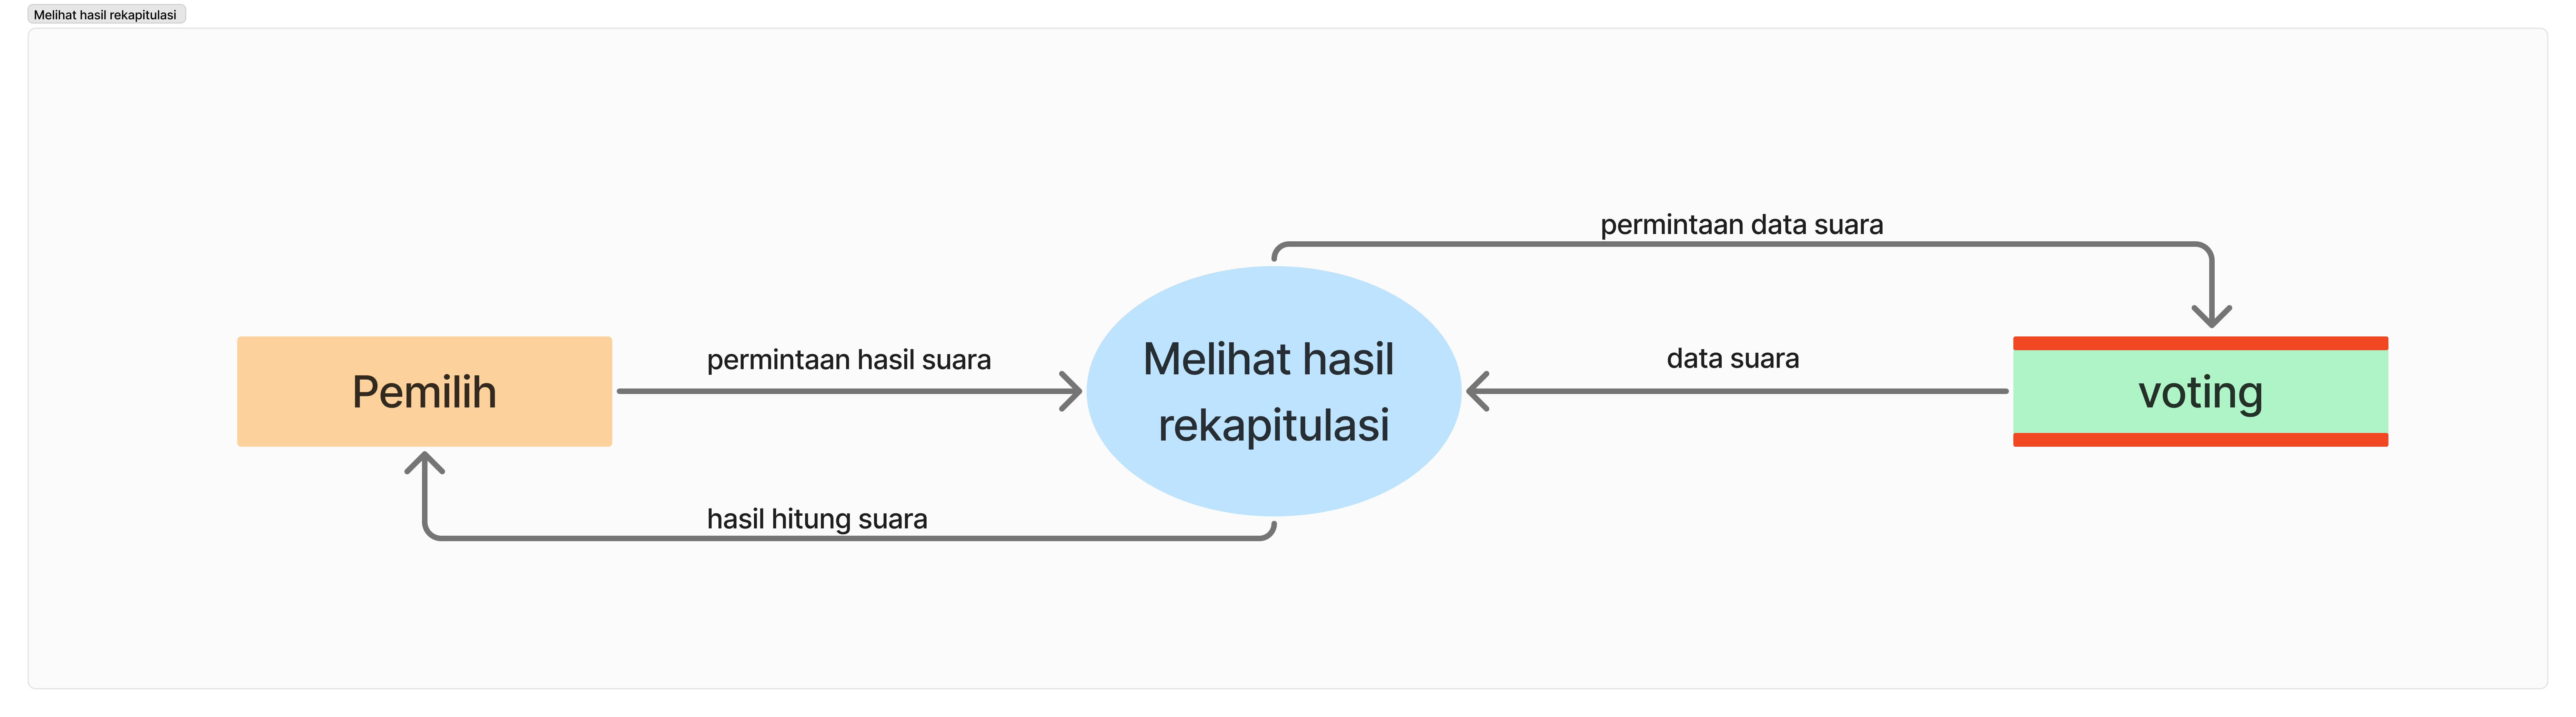 Melihat hasil rekapitulasi
permintaan data suara
Pemilih
permintaan hasil suara
Melihat hasil
rekapitulasi
data suara
voting
hasil hitung suara